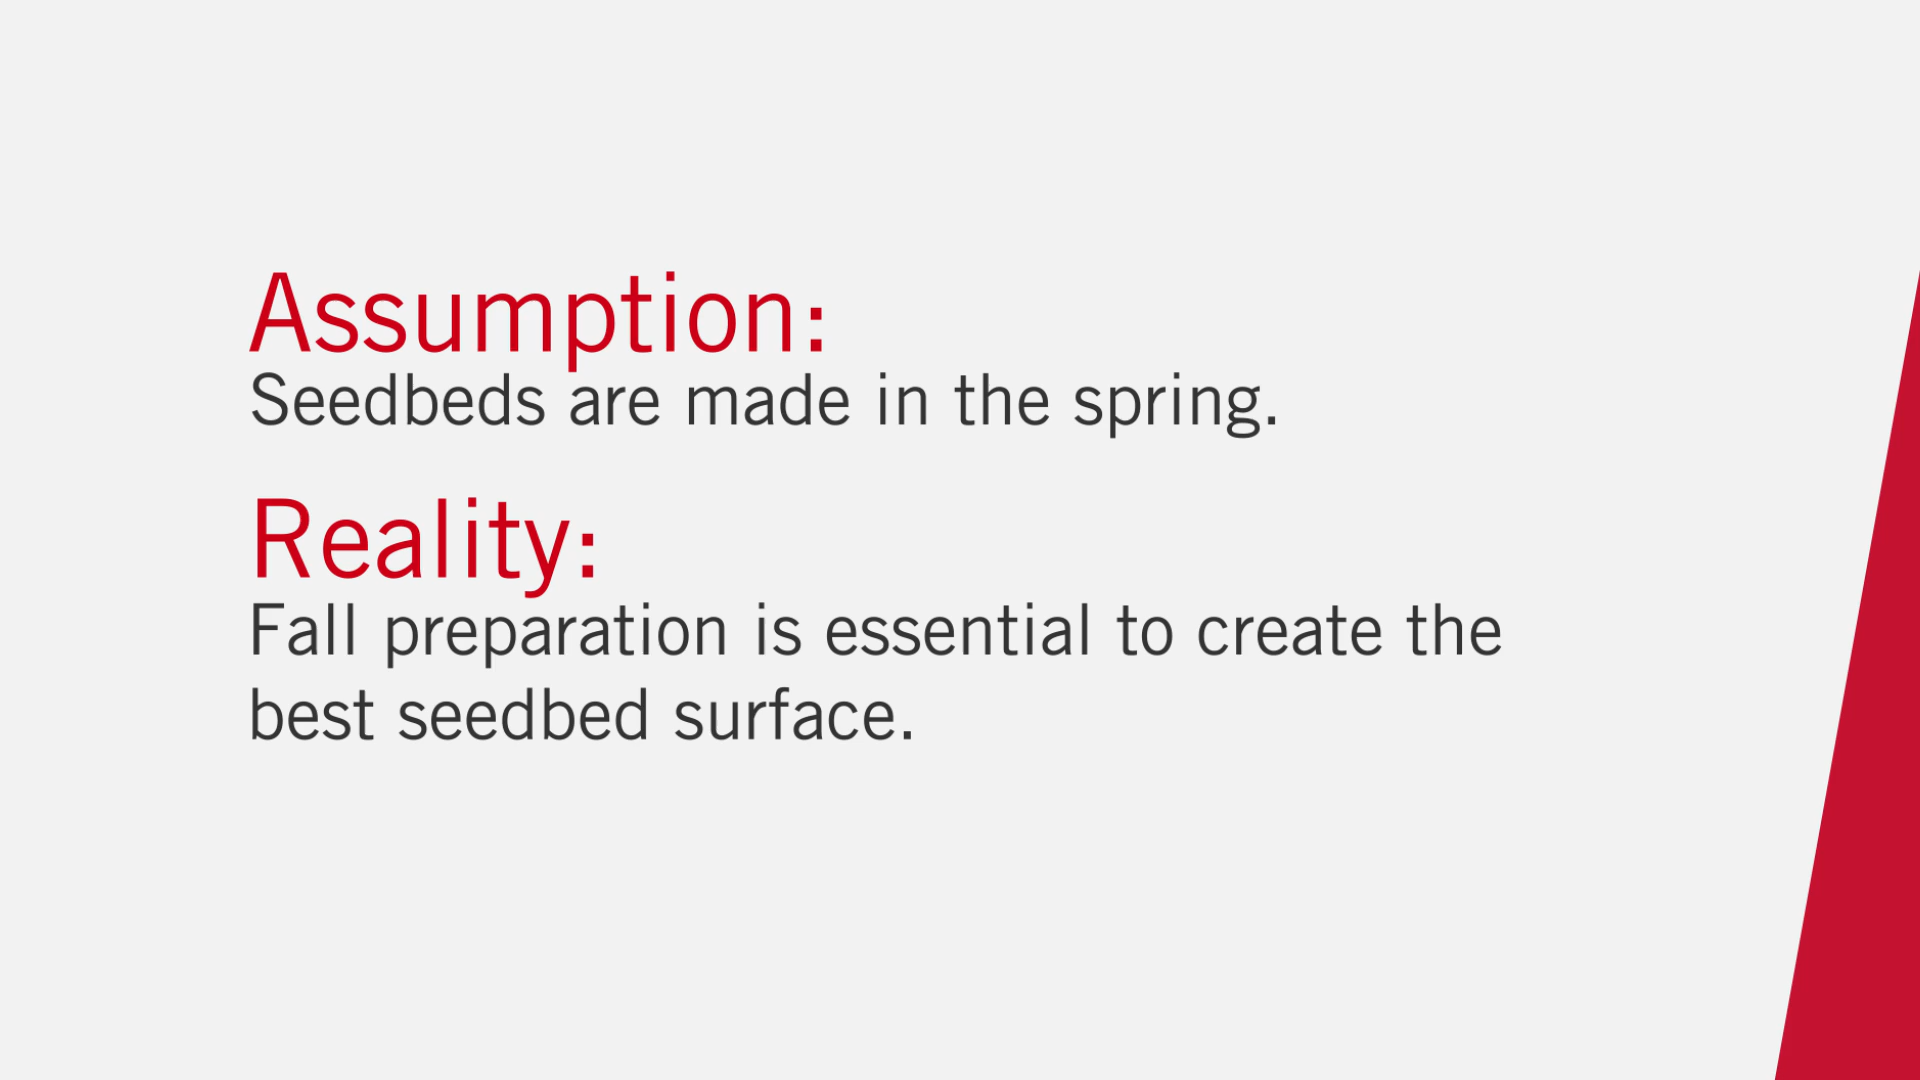 Assumption:
Seedbeds are made in the spring.
Reality:
Fall preparation is essential to create the
best seedbed surface.